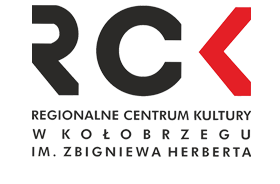 RCK
REGIONALNE CENTRUM KULTURY
W KOŁOBRZEGU
IM. ZBIGNIEWA HERBERTA